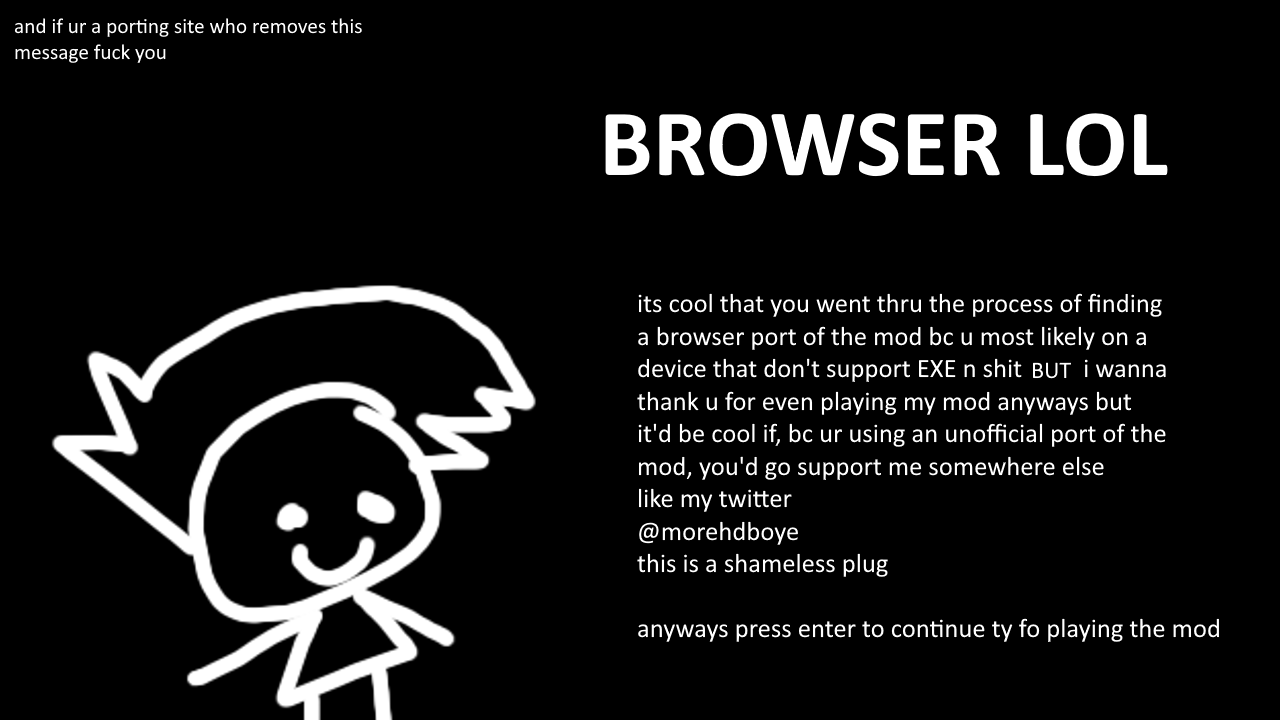 and if ur a porting site who removes this
message fuck you
BROWSER LOL
its cool that you went thru the process of finding
a browser port of the mod bc u most likely on a
device that don't support EXE n shit BUT i wanna
thank u for even playing my mod anyways but
it'd be cool if, bc ur using an unofficial port of the
mod, you'd go support me somewhere else
like my twitter
@morehdboye
this is a shameless plug
anyways press enter to continue ty fo playing the mod